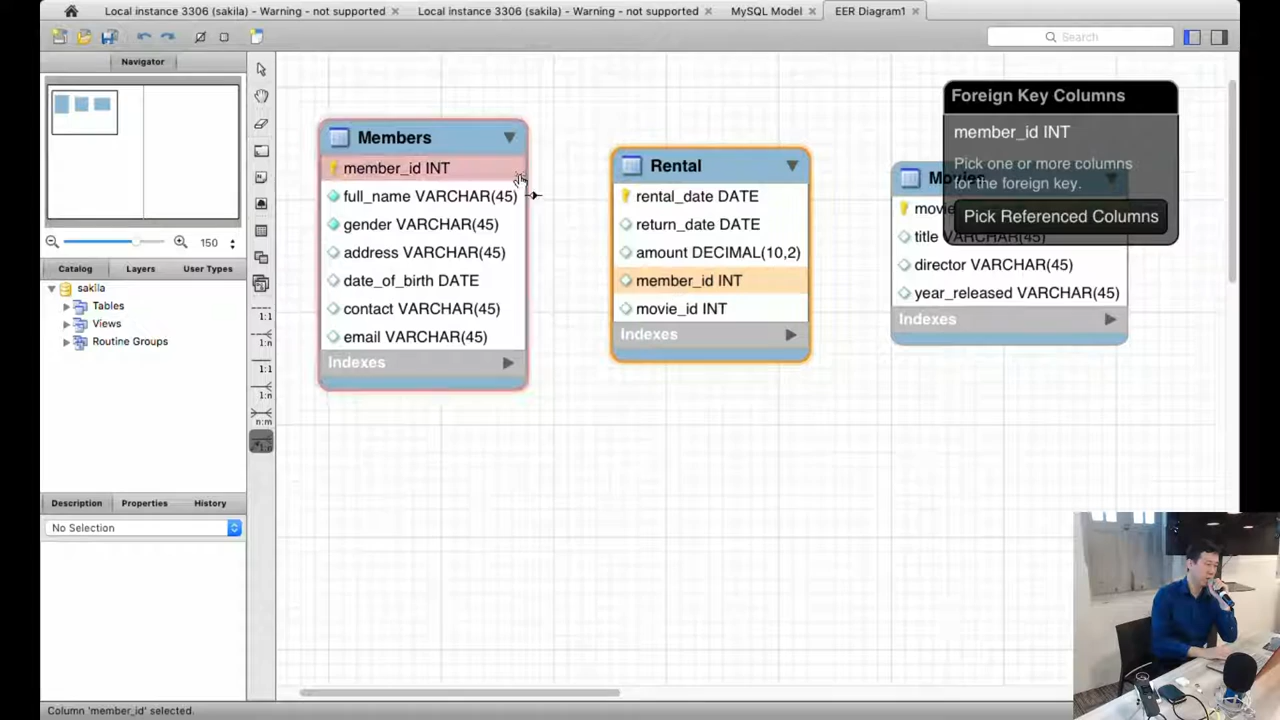 Local instance 3306 (sakila) - Warning - not supported
Local instance 3306 (sakila) - Warning - not supported
MySQL Model
EER Diagram1
Search
Navigator
150
Catalog
Layers
User Types
sakila
Tables
Views
Routine Groups
Description
Properties
History
No Selection
1:1
1:n
1:1
1:n
n:m
1:n
Members
member_id INT
full_name VARCHAR(45)
gender VARCHAR(45)
address VARCHAR(45)
date_of_birth DATE
contact VARCHAR(45)
email VARCHAR(45)
Indexes
Rental
rental_date DATE
return_date DATE
amount DECIMAL(10,2)
member_id INT
movie_id INT
Indexes
title VARCHAR(45)
director VARCHAR(45)
year_released VARCHAR(45)
Indexes
Foreign Key Columns
member_id INT
Pick one or more columns
for the foreign key.
Pick Referenced Columns
Column 'member_id' selected.